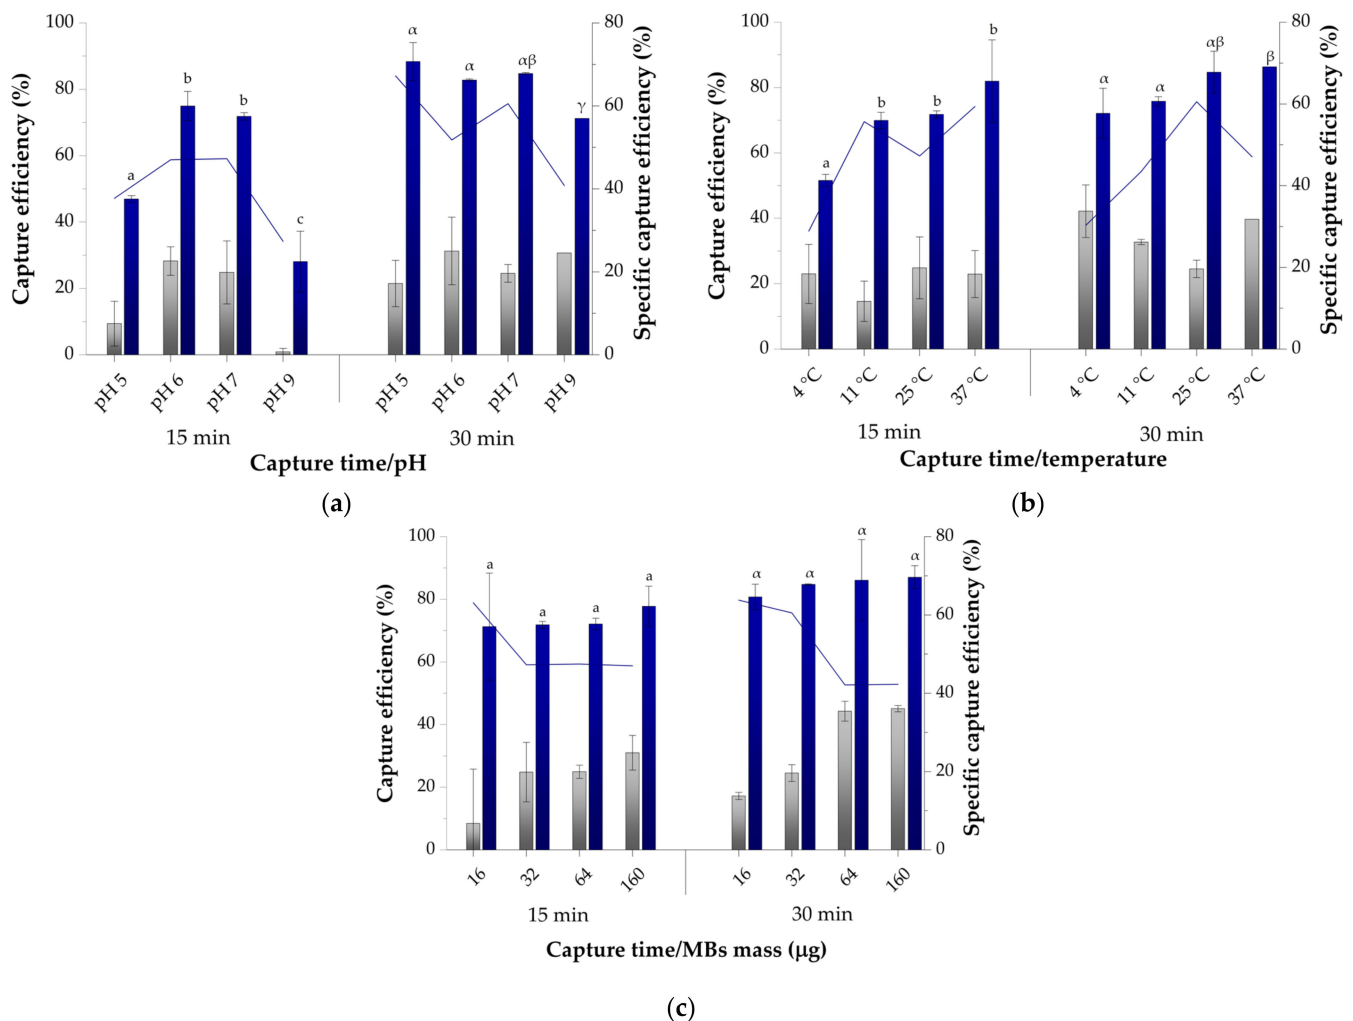 Capture efficiency (%)
100
80
60
40
20
0
a
b
b
c
α
α
αβ
γ
80
60
40
20
0
Specific capture efficiency (%)
pH 5
pH 6
pH 7
pH 9
pH 5
pH 6
pH 7
pH 9
15 min
30 min
Capture time/pH
(a)
Capture efficiency (%)
100
80
60
40
20
0
a
b
b
b
α
α
αβ
β
80
60
40
20
0
Specific capture efficiency (%)
4 °C
11 °C
25 °C
37 °C
4 °C
11 °C
25 °C
37 °C
15 min
30 min
Capture time/temperature
(b)
Capture efficiency (%)
100
80
60
40
20
0
a
a
a
a
α
α
α
α
80
60
40
20
0
Specific capture efficiency (%)
16
32
64
160
16
32
64
160
15 min
30 min
Capture time/MBs mass (μg)
(c)